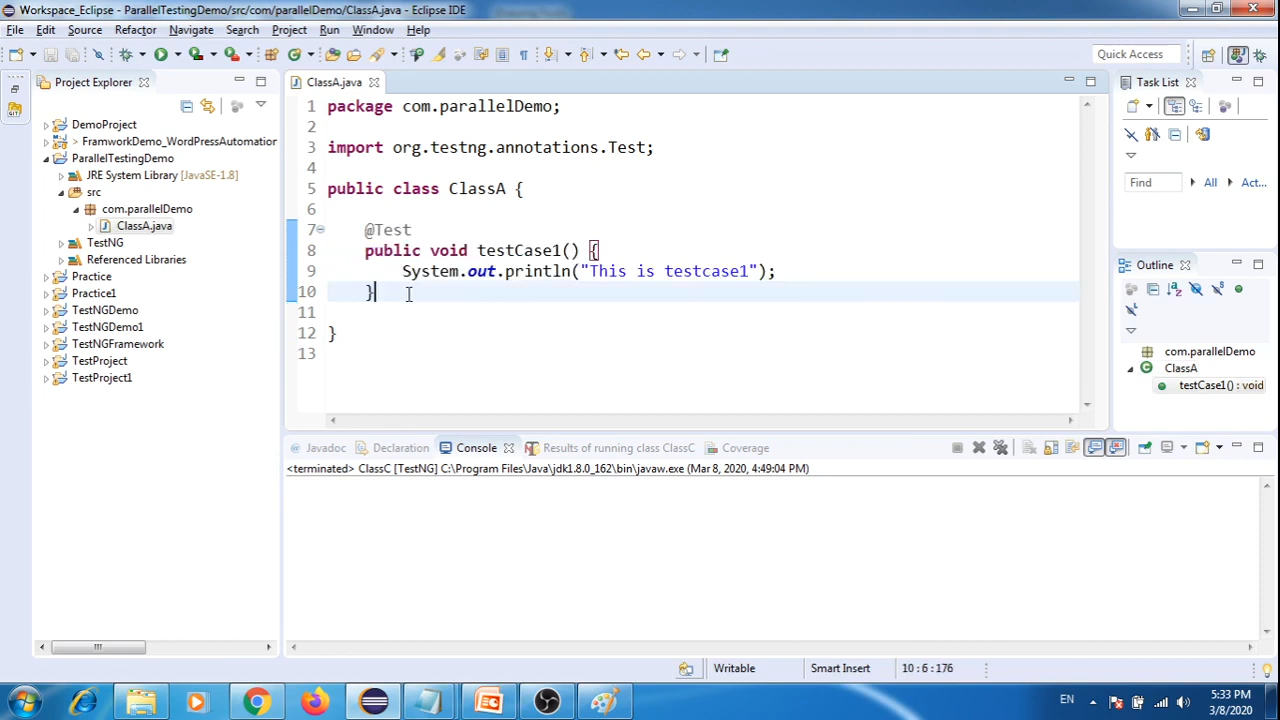 Workspace_Eclipse - ParallelTestingDemo/src/com/parallelDemo/ClassA.java - Eclipse IDE
File Edit Source Refactor Navigate Search Project Run Window Help
Quick Access
Project Explorer
DemoProject
> FramworkDemo_WordPressAutomation
ParallelTestingDemo
JRE System Library [JavaSE-1.8]
src
com.parallelDemo
ClassA.java
TestNG
Referenced Libraries
Practice
Practice1
TestNGDemo
TestNGDemo1
TestNGFramework
TestProject
TestProject1
ClassA.java
1 package com.parallelDemo;
2
3 import org.testng.annotations.Test;
4
5 public class ClassA {
6
7 @Test
8 public void testCase1() {
9 System.out.println("This is testcase1");
10 }
11
12 }
13
Task List
Find All Act...
Outline
com.parallelDemo
ClassA
testCase1() : void
Javadoc Declaration Console Results of running class ClassC Coverage
<terminated> ClassC [TestNG] C:\Program Files\Java\jdk1.8.0_162\bin\javaw.exe (Mar 8, 2020, 4:49:04 PM)
Writable Smart Insert 10:6:176
EN 5:33 PM
3/8/2020